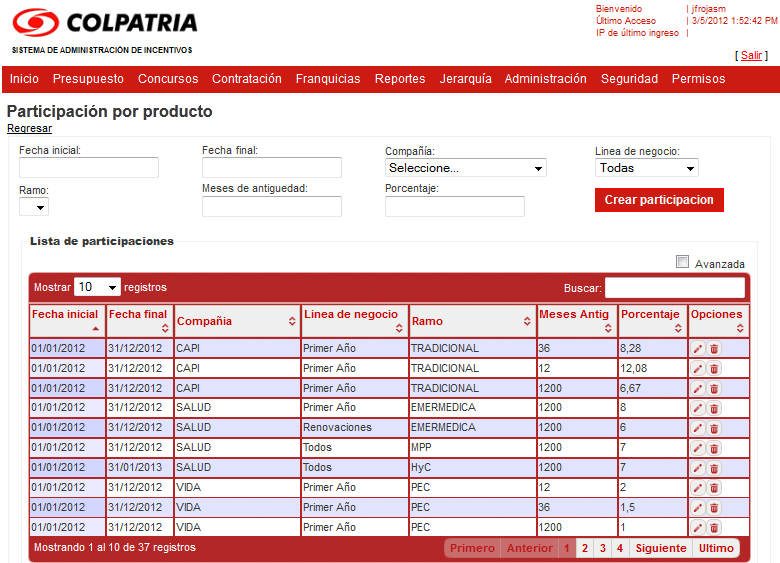 COLPATRIA
SISTEMA DE ADMINISTRACIÓN DE INCENTIVOS
Bienvenido | jfrojasm
Último Acceso | 3/5/2012 1:52:42 PM
IP de último ingreso |
[ Salir ]
Inicio Presupuesto Concursos Contratación Franquicias Reportes Jerarquía Administración Seguridad Permisos
Participación por producto
Regresar
Fecha inicial: Fecha final: Compañía: Linea de negocio:
Seleccione... Todas
Ramo: Meses de antiguedad: Porcentaje:
Crear participacion
Lista de participaciones
Avanzada
Mostrar 10 registros Buscar:
Fecha inicial Fecha final Compañia Linea de negocio Ramo Meses Antig Porcentaje Opciones
01/01/2012 31/12/2012 CAPI Primer Año TRADICIONAL 36 8,28
01/01/2012 31/12/2012 CAPI Primer Año TRADICIONAL 12 12,08
01/01/2012 31/12/2012 CAPI Primer Año TRADICIONAL 1200 6,67
01/01/2012 31/12/2012 SALUD Primer Año EMERMEDICA 1200 8
01/01/2012 31/12/2012 SALUD Renovaciones EMERMEDICA 1200 6
01/01/2012 31/12/2012 SALUD Todos MPP 1200 7
01/01/2012 31/01/2013 SALUD Todos HyC 1200 7
01/01/2012 31/12/2012 VIDA Primer Año PEC 12 2
01/01/2012 31/12/2012 VIDA Primer Año PEC 36 1,5
01/01/2012 31/12/2012 VIDA Primer Año PEC 1200 1
Mostrando 1 al 10 de 37 registros Primero Anterior 1 2 3 4 Siguiente Ultimo